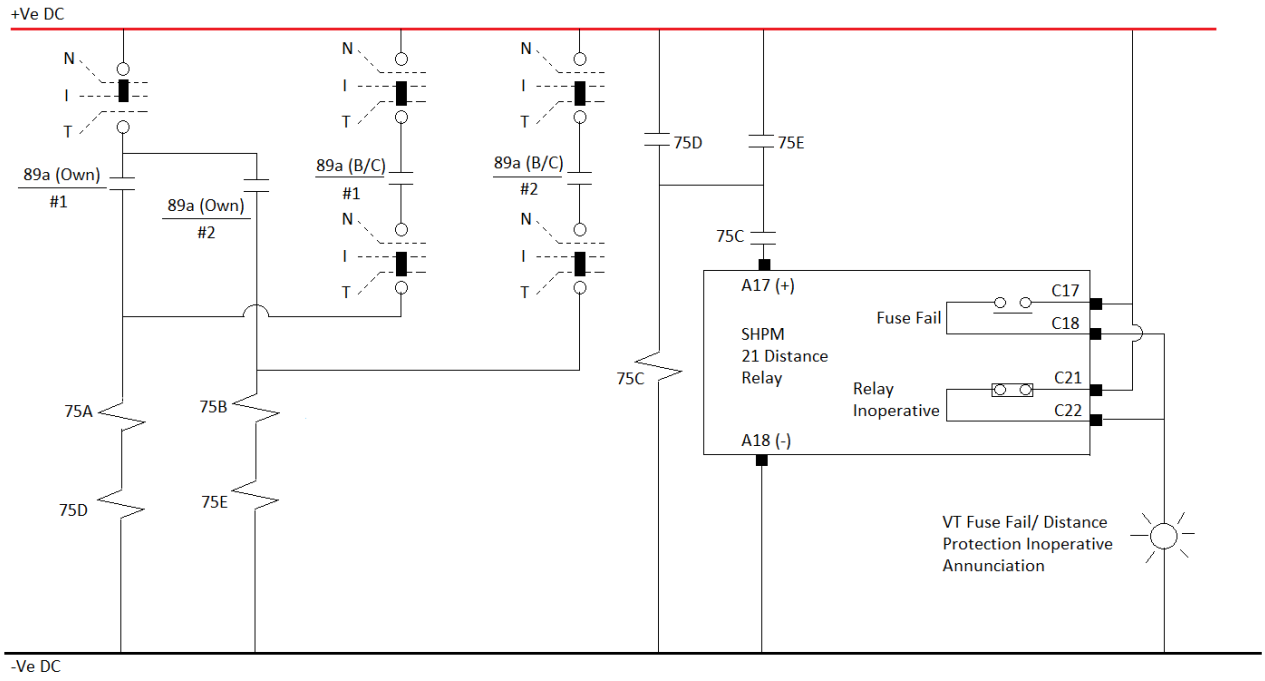 +Ve DC
N
I
T
N
I
T
N
I
T
89a (Own)
#1
89a (Own)
#2
89a (B/C)
#1
89a (B/C)
#2
N
I
T
N
I
T
75D
75E
75C
A17 (+)
C17
Fuse Fail
C18
SHPM
21 Distance
Relay
C21
Relay
Inoperative
C22
A18 (-)
75C
75A
75B
75D
75E
VT Fuse Fail/ Distance
Protection Inoperative
Annunciation
-Ve DC